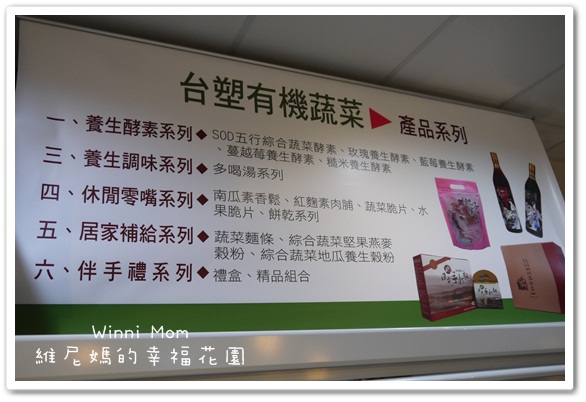 台塑有機蔬菜▶產品系列
一、養生酵素系列◆SOD五行綜合蔬菜酵素、玫瑰養生酵素、藍莓養生酵素
、蔓越莓養生酵素、糙米養生酵素
三、養生調味系列◆多喝湯系列
四、休閒零嘴系列◆南瓜素香鬆、紅麴素肉脯、蔬菜脆片、水
果脆片、餅乾系列
五、居家補給系列◆蔬菜麵條、綜合蔬菜堅果燕麥
穀粉、綜合蔬菜地瓜養生穀粉
六、伴手禮系列◆禮盒、精品組合
Winni Mom
維尼媽的幸福花園